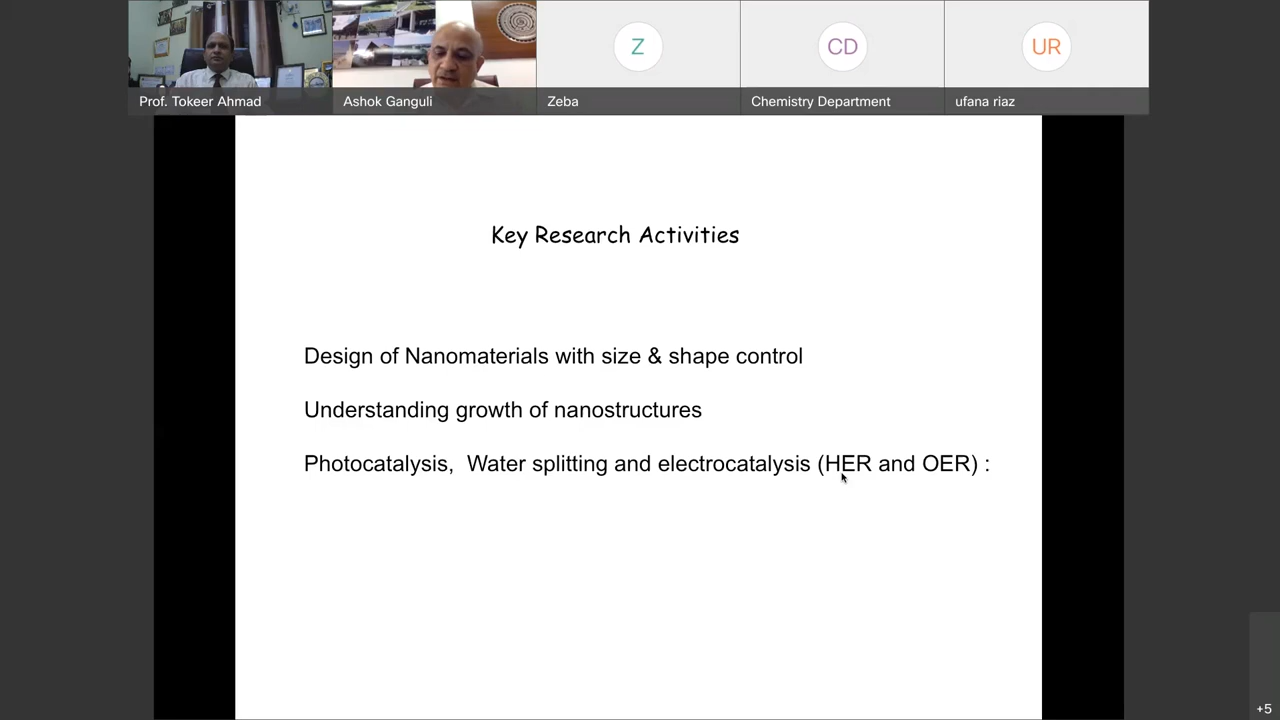 Prof. Tokeer Ahmad
Ashok Ganguli
Z
Zeba
CD
Chemistry Department
UR
ufana riaz
Key Research Activities
Design of Nanomaterials with size & shape control
Understanding growth of nanostructures
Photocatalysis,  Water splitting and electrocatalysis (HER and OER) :
+5